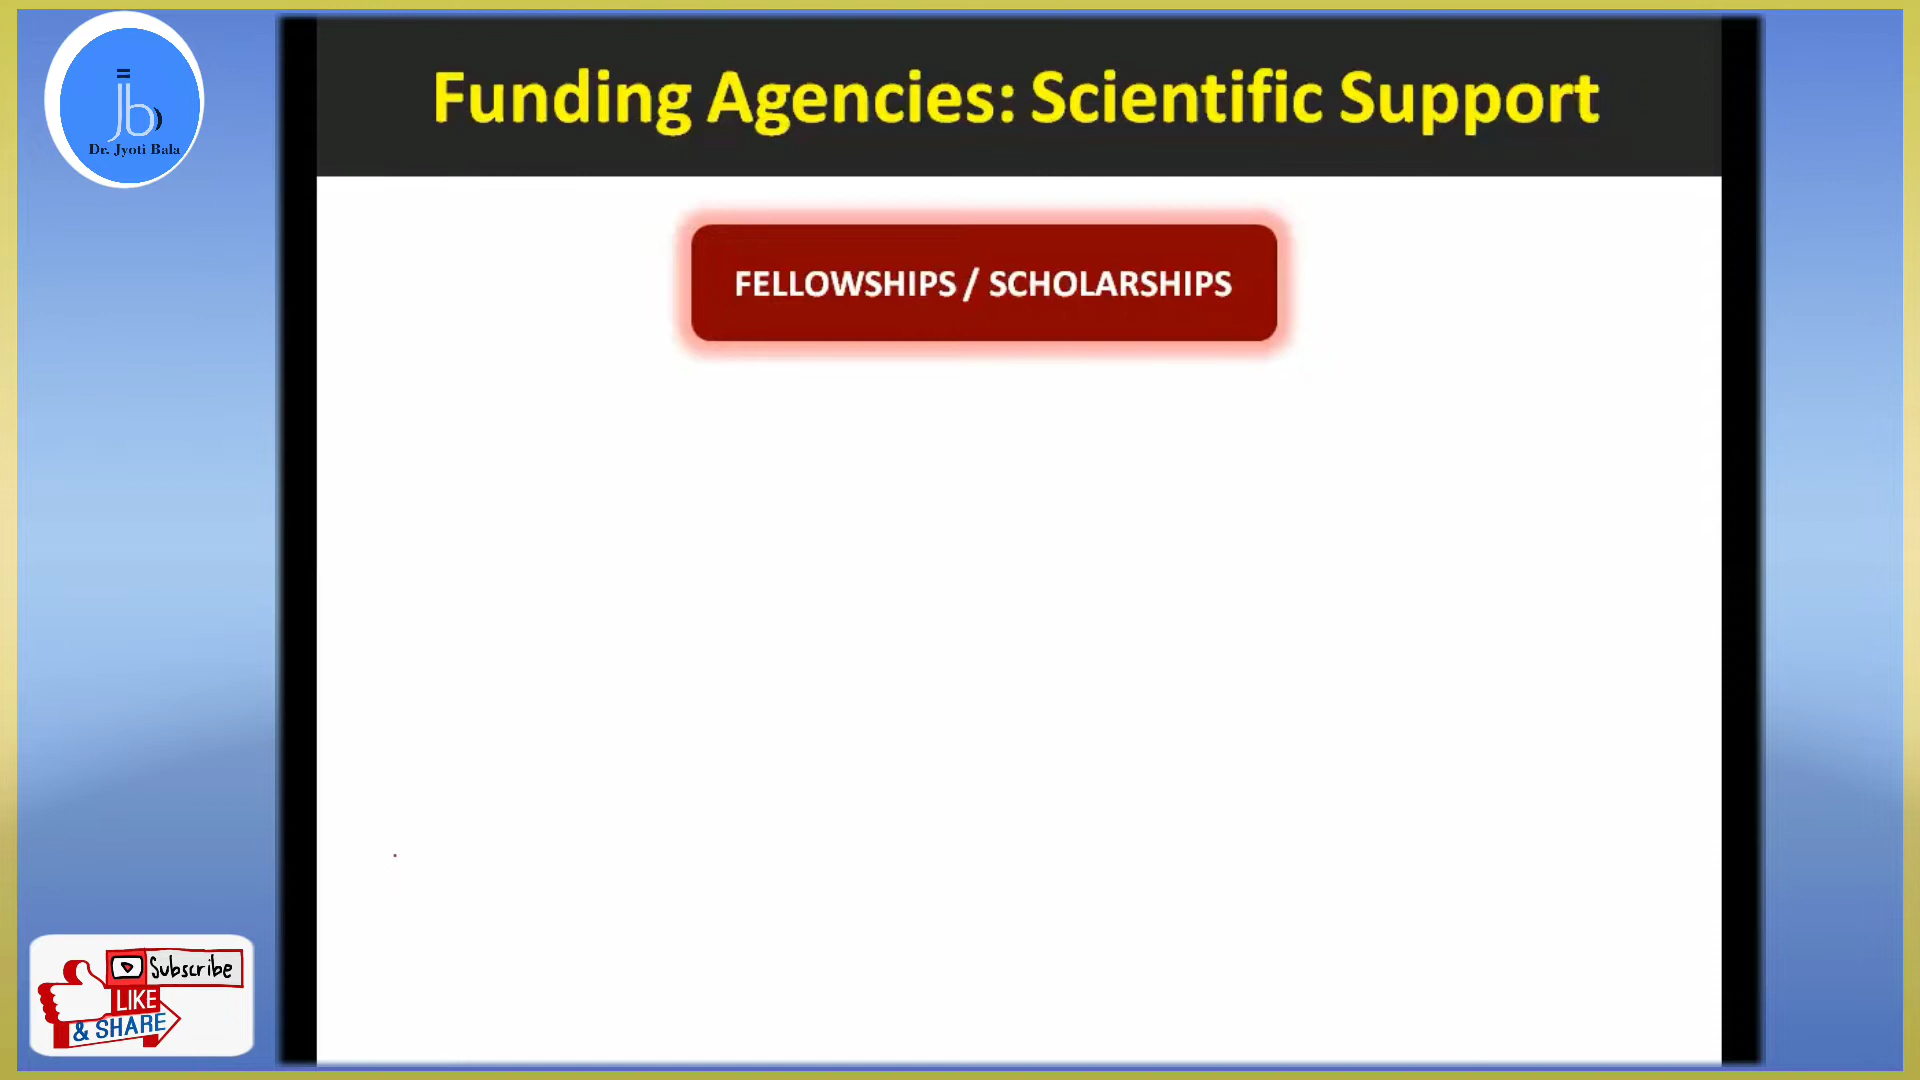 Funding Agencies: Scientific Support
FELLOWSHIPS / SCHOLARSHIPS
jb)
Dr. Jyoti Bala
Subscribe
LIKE
& SHARE